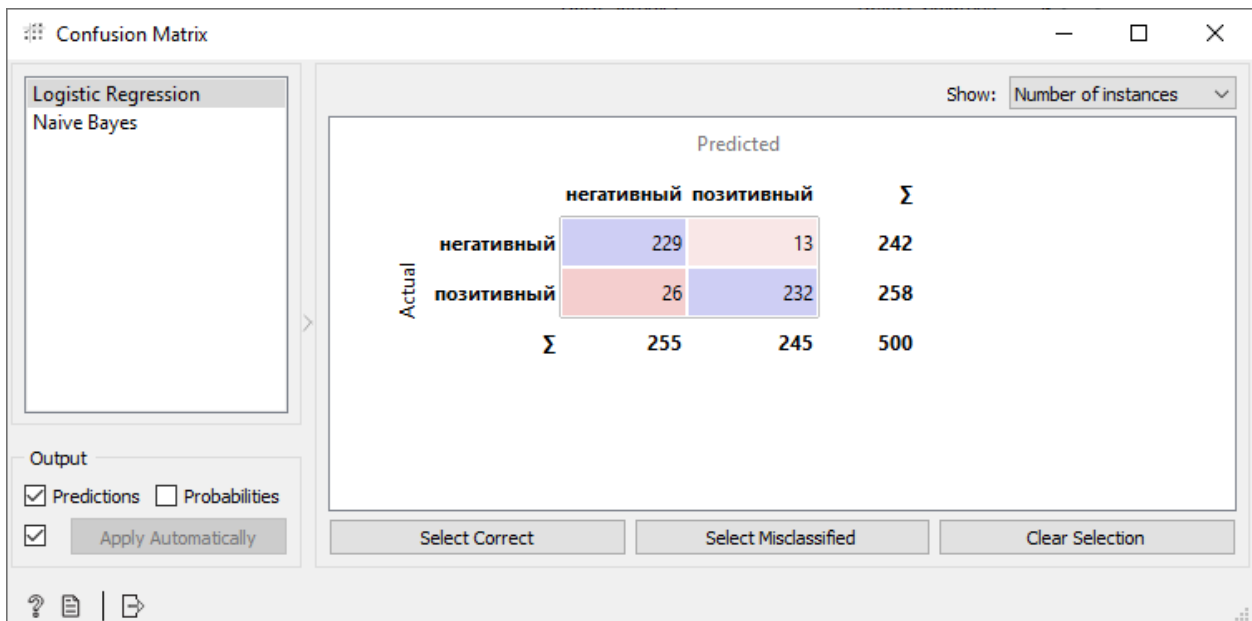 Confusion Matrix
Logistic Regression
Naive Bayes
Show: Number of instances
Predicted
негативный позитивный Σ
негативный 229 13 242
Actual
позитивный 26 232 258
Σ 255 245 500
Output
Predictions Probabilities
Apply Automatically
Select Correct Select Misclassified Clear Selection